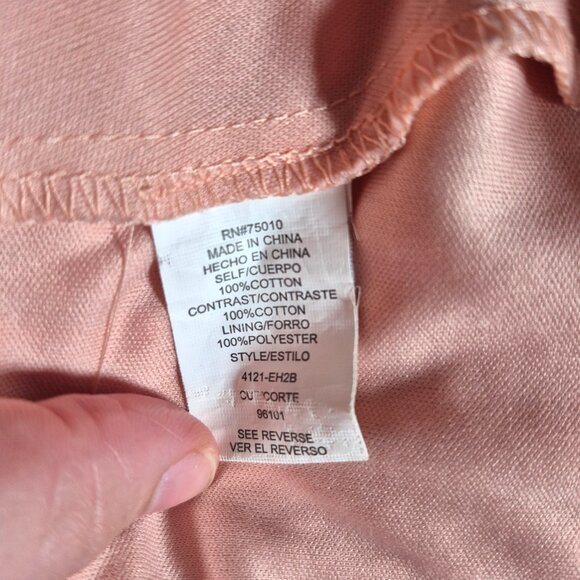 RN#75010
MADE IN CHINA
HECHO EN CHINA
SELF/CUERPO
100%COTTON
CONTRAST/CONTRASTE
100%COTTON
LINING/FORRO
100%POLYESTER
STYLE/ESTILO
4121-EH2B
CUT/CORTE
96101
SEE REVERSE
VER EL REVERSO